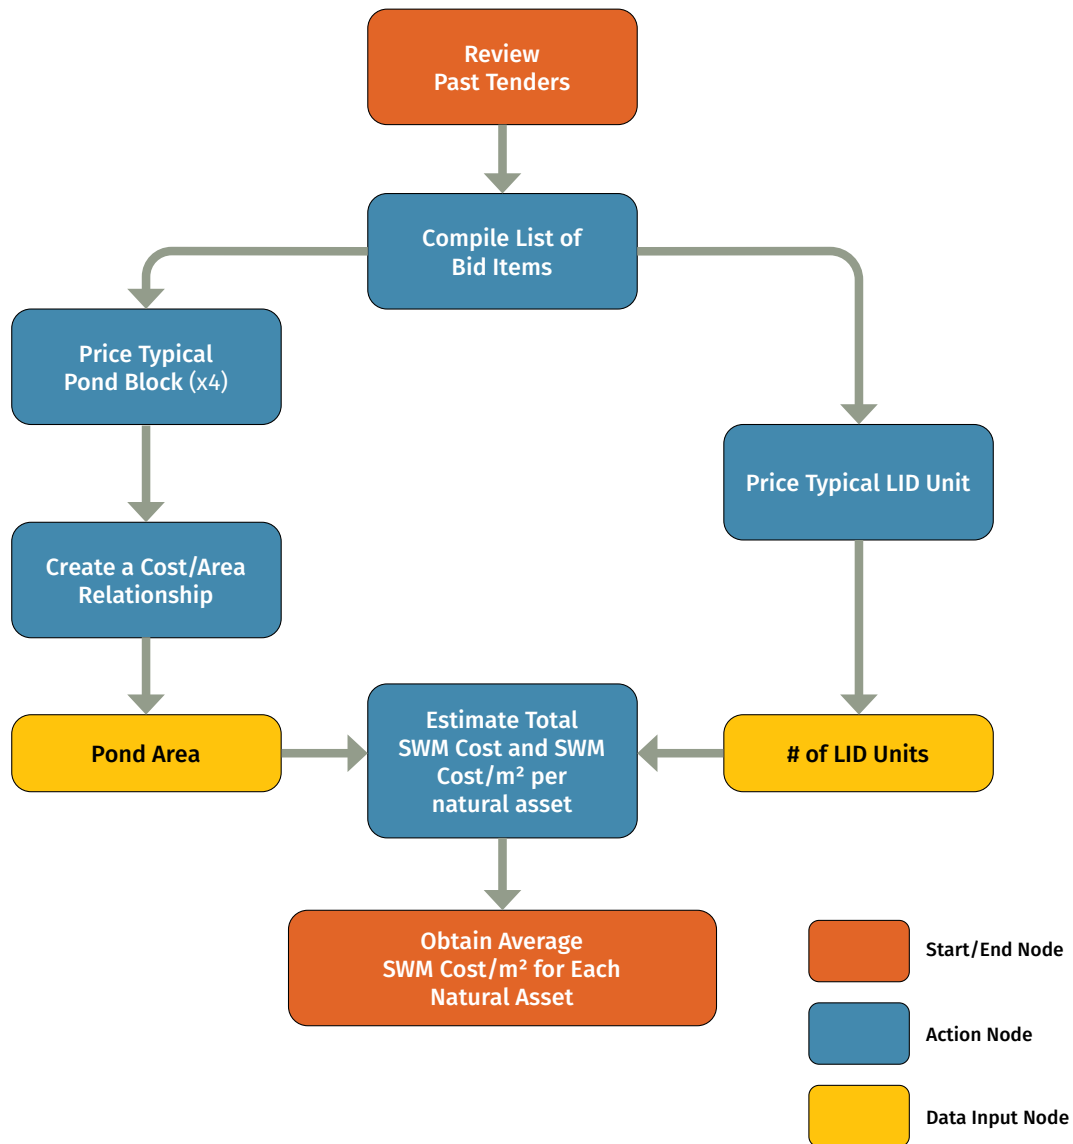 Review
Past Tenders
Compile List of
Bid Items
Price Typical
Pond Block (x4)
Price Typical LID Unit
Create a Cost/Area
Relationship
Pond Area
Estimate Total
SWM Cost and SWM
Cost/m² per
natural asset
# of LID Units
Obtain Average
SWM Cost/m² for Each
Natural Asset
Start/End Node
Action Node
Data Input Node